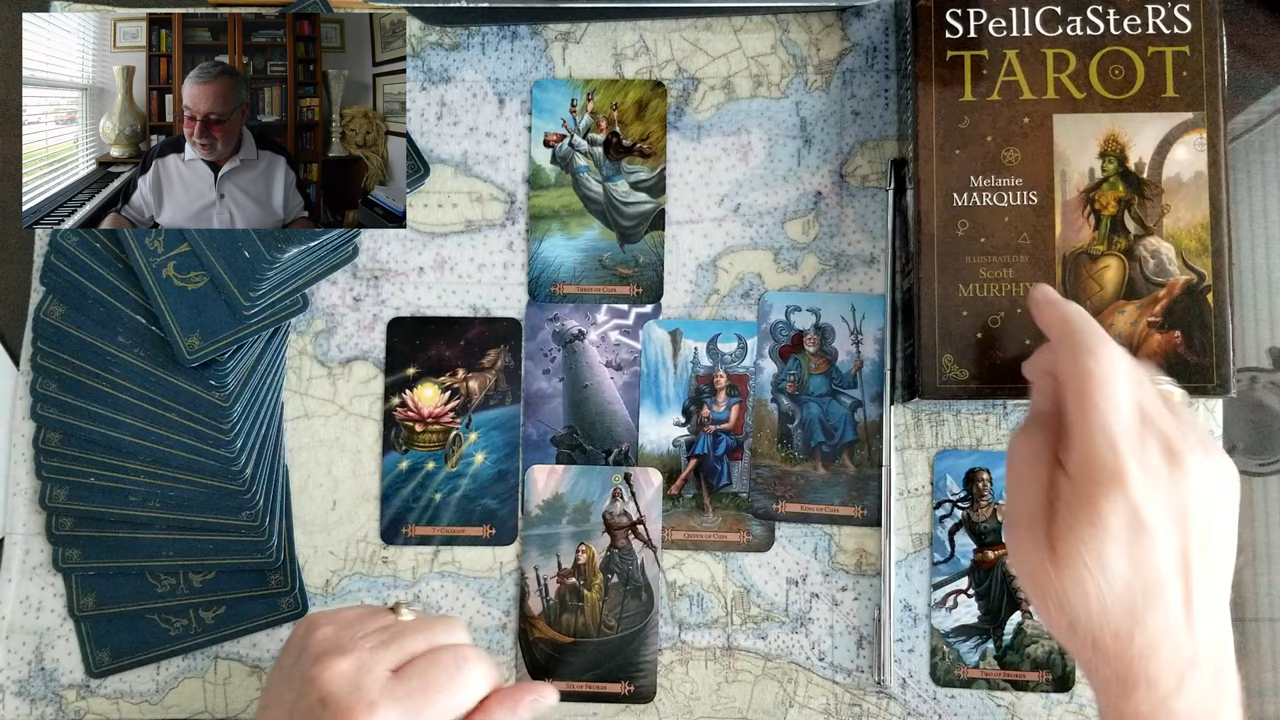 SPellCaSteR'S
TAROT
Melanie
MARQUIS
ILLUSTRATED BY
Scott
MURPHY
THREE OF CUPS
7 • CHARIOT
QUEEN OF CUPS
KING OF CUPS
SIX OF SWORDS
TWO OF SWORDS